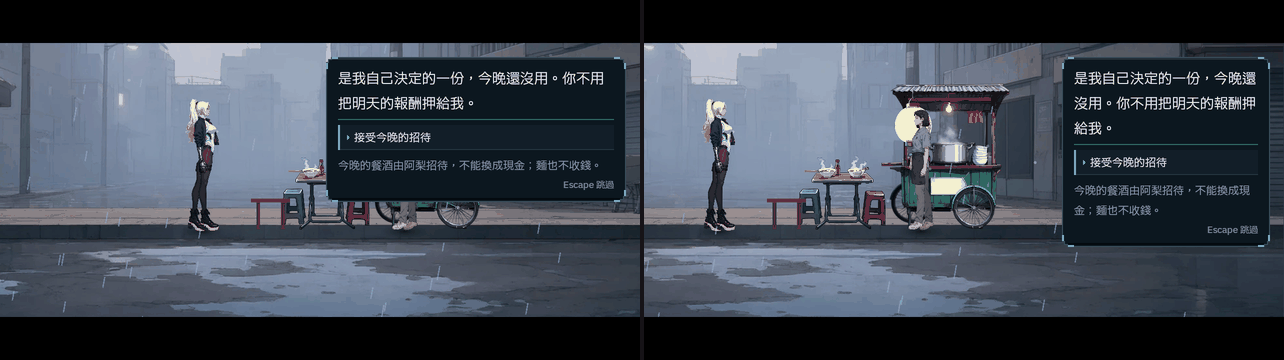 是我自己決定的一份，今晚還沒用。你不用
把明天的報酬押給我。
接受今晚的招待
今晚的餐酒由阿梨招待，不能換成現金；麵也不收錢。
Escape 跳過
是我自己決定的一份，今晚還
沒用。你不用把明天的報酬押
給我。
接受今晚的招待
今晚的餐酒由阿梨招待，不能換成現
金；麵也不收錢。
Escape 跳過